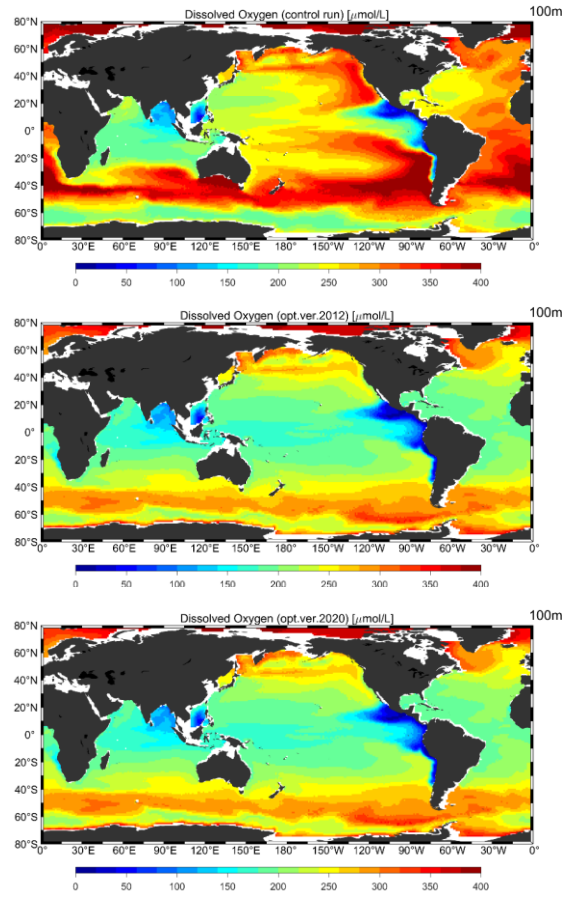 Dissolved Oxygen (control run) [μmol/L] 100m
80°N
60°N
40°N
20°N
0°
20°S
40°S
60°S
80°S
0° 30°E 60°E 90°E 120°E 150°E 180° 150°W 120°W 90°W 60°W 30°W 0°
0 50 100 150 200 250 300 350 400
Dissolved Oxygen (opt.ver.2012) [μmol/L] 100m
80°N
60°N
40°N
20°N
0°
20°S
40°S
60°S
80°S
0° 30°E 60°E 90°E 120°E 150°E 180° 150°W 120°W 90°W 60°W 30°W 0°
0 50 100 150 200 250 300 350 400
Dissolved Oxygen (opt.ver.2020) [μmol/L] 100m
80°N
60°N
40°N
20°N
0°
20°S
40°S
60°S
80°S
0° 30°E 60°E 90°E 120°E 150°E 180° 150°W 120°W 90°W 60°W 30°W 0°
0 50 100 150 200 250 300 350 400